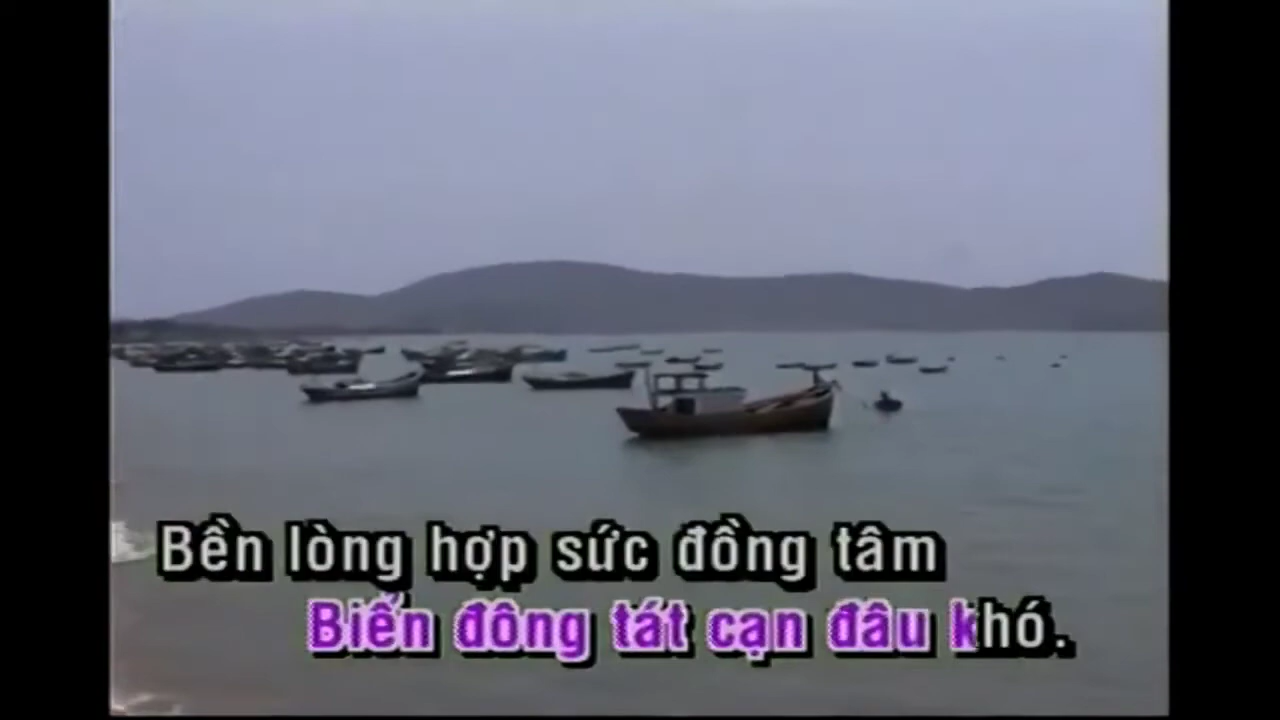 Bền lòng hợp sức đồng tâm
Biển đông tát cạn đâu khó.